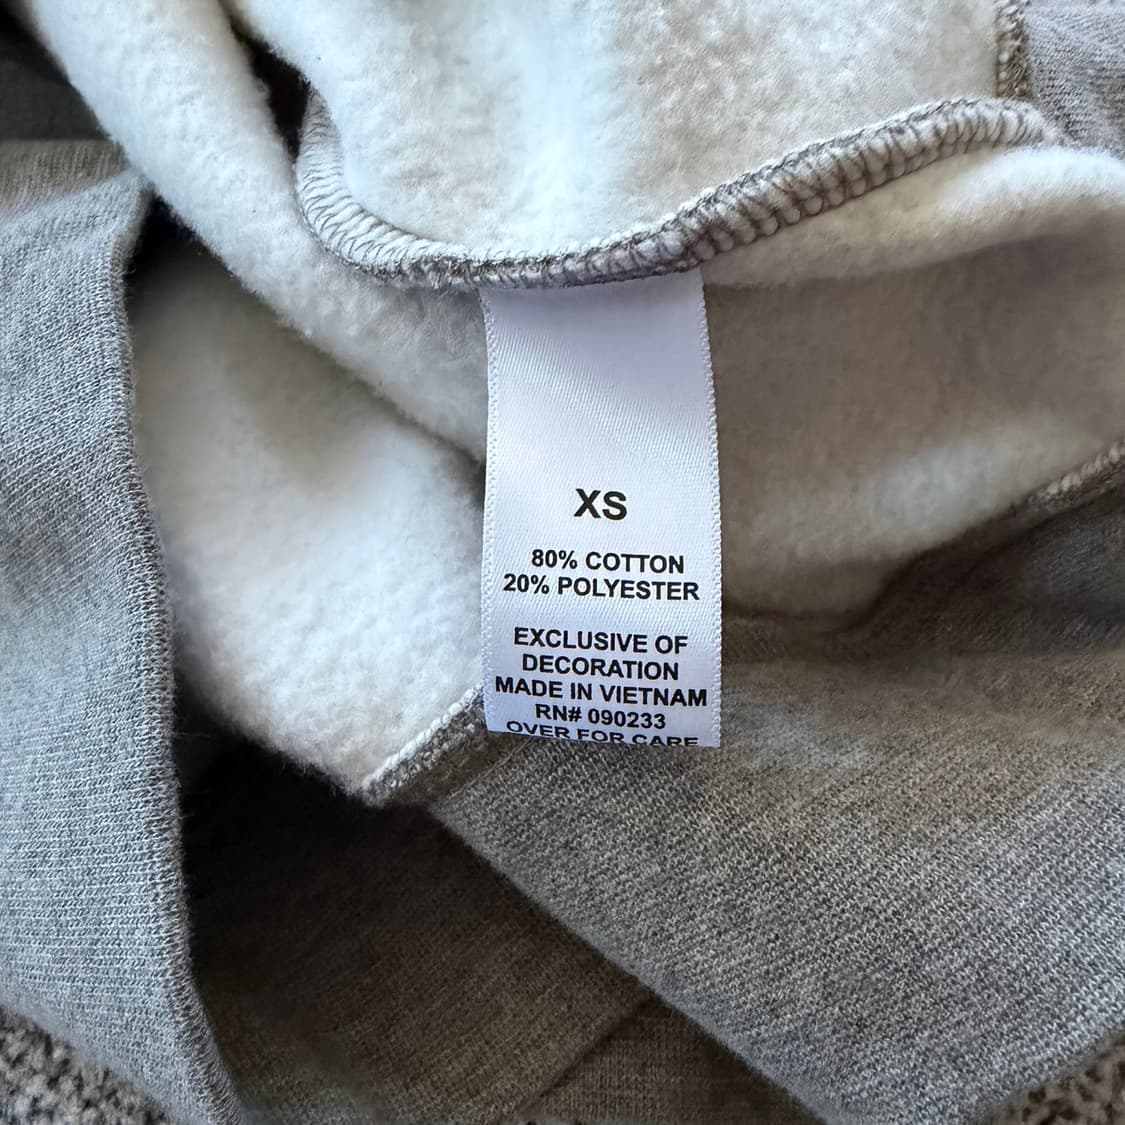 XS
80% COTTON
20% POLYESTER
EXCLUSIVE OF
DECORATION
MADE IN VIETNAM
RN# 090233
OVER FOR CARE